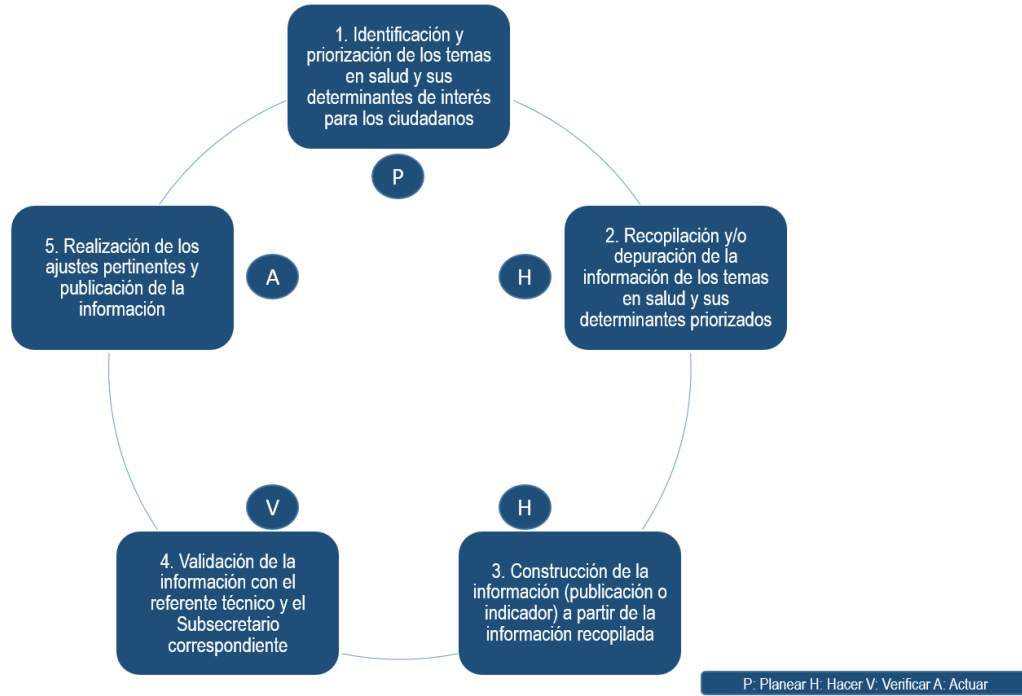 1. Identificación y
priorización de los temas
en salud y sus
determinantes de interés
para los ciudadanos
P
2. Recopilación y/o
depuración de la
información de los temas
en salud y sus
determinantes priorizados
H
3. Construcción de la
información (publicación o
indicador) a partir de la
información recopilada
H
4. Validación de la
información con el
referente técnico y el
Subsecretario
correspondiente
V
5. Realización de los
ajustes pertinentes y
publicación de la
información
A
P: Planear H: Hacer V: Verificar A: Actuar